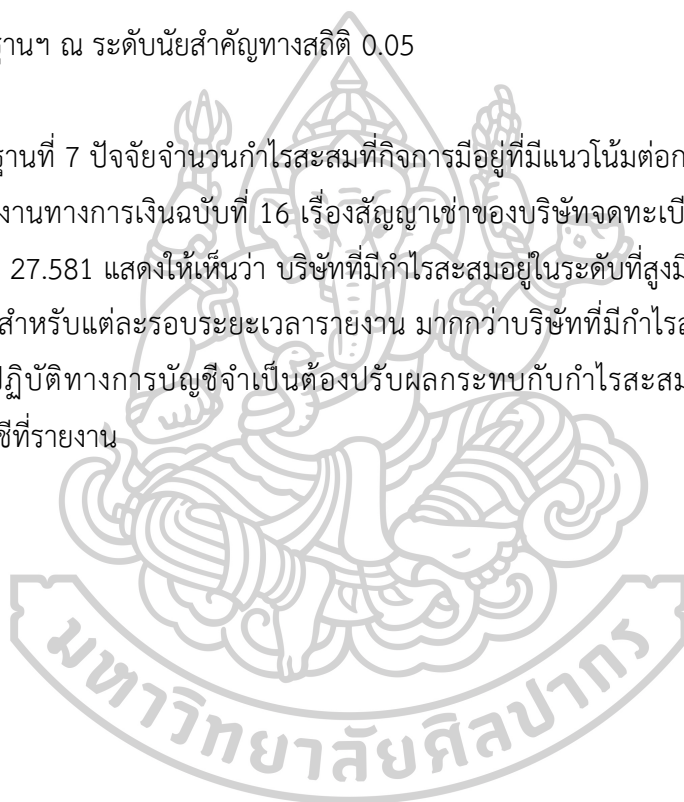 ฐานฯ ณ ระดับนัยสำคัญทางสถิติ 0.05
ฐานที่ 7 ปัจจัยจำนวนกำไรสะสมที่กิจการมีอยู่ที่มีแนวโน้มต่อก
งานทางการเงินฉบับที่ 16 เรื่องสัญญาเช่าของบริษัทจดทะเบี
27.581 แสดงให้เห็นว่า บริษัทที่มีกำไรสะสมอยู่ในระดับที่สูงมี
สำหรับแต่ละรอบระยะเวลารายงาน มากกว่าบริษัทที่มีกำไรส
ปฏิบัติทางการบัญชีจำเป็นต้องปรับผลกระทบกับกำไรสะสม
ชีที่รายงาน
มหาวิทยาลัยศิลปากร